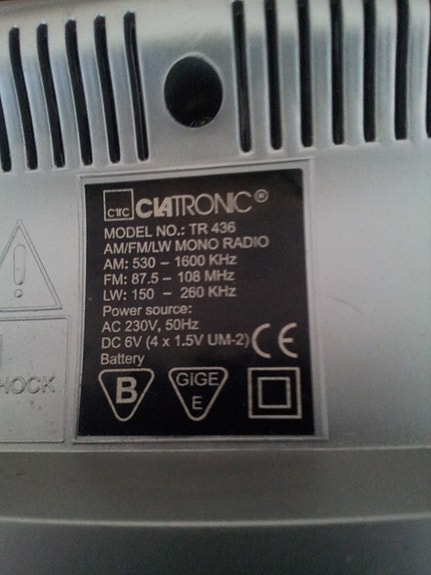 CTC CLATRONIC®
MODEL NO.: TR 436
AM/FM/LW MONO RADIO
AM: 530 – 1600 KHz
FM: 87.5 – 108 MHz
LW: 150 – 260 KHz
Power source:
AC 230V, 50Hz
DC 6V (4 x 1.5V UM-2) CE
Battery
B
GIGE
E
HOCK